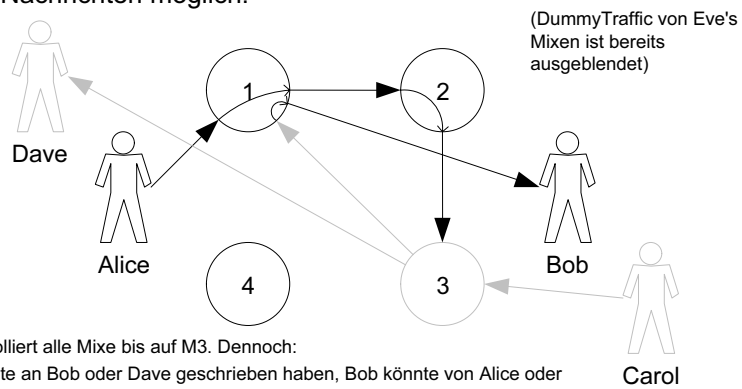 Nachrichten möglich.
(DummyTraffic von Eve's
Mixen ist bereits
ausgeblendet)
1
2
Dave
Alice
Bob
4
3
olliert alle Mixe bis auf M3. Dennoch:
te an Bob oder Dave geschrieben haben, Bob könnte von Alice oder
Carol